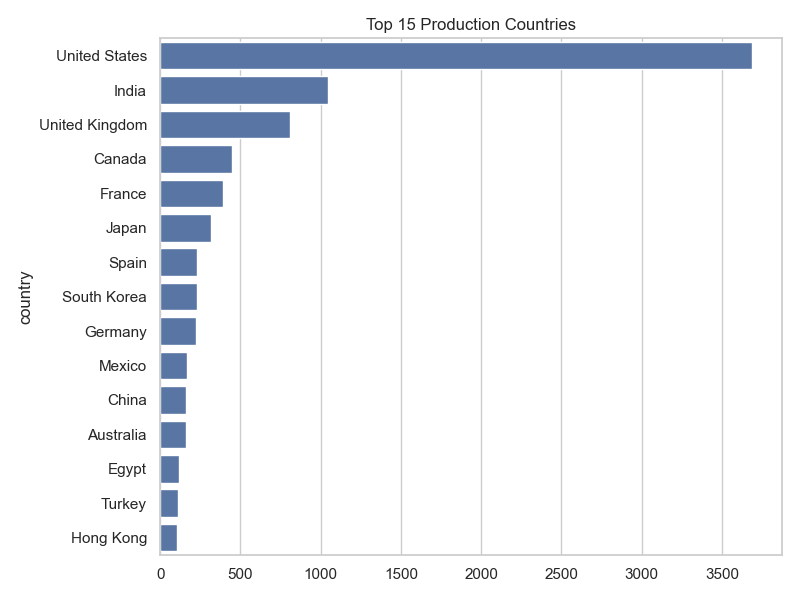 Top 15 Production Countries
country
United States
India
United Kingdom
Canada
France
Japan
Spain
South Korea
Germany
Mexico
China
Australia
Egypt
Turkey
Hong Kong
0 500 1000 1500 2000 2500 3000 3500